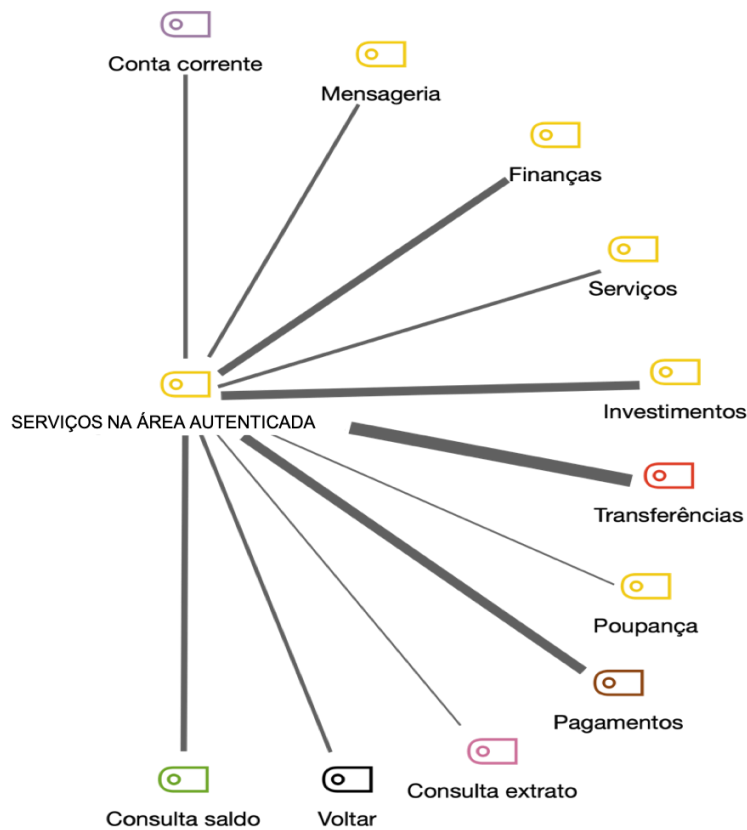 Conta corrente
Mensageria
Finanças
Serviços
Investimentos
SERVIÇOS NA ÁREA AUTENTICADA
Transferências
Poupança
Pagamentos
Consulta extrato
Consulta saldo
Voltar